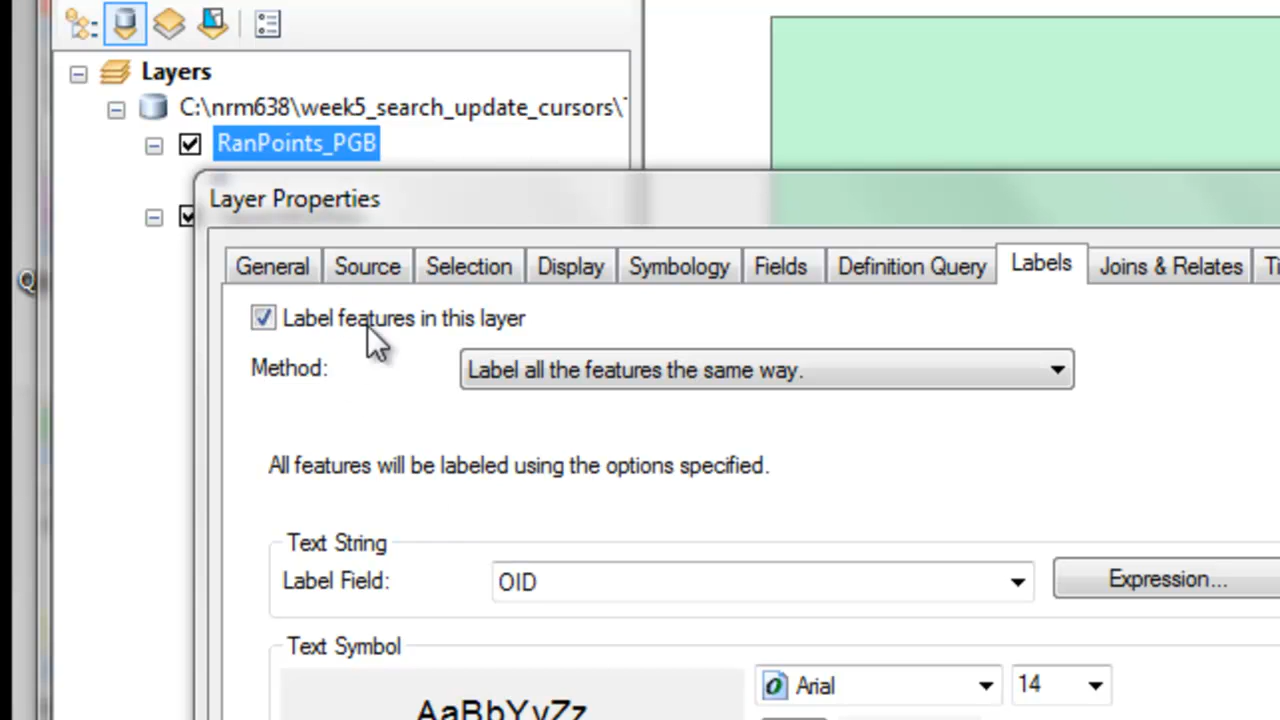 Layers
C:\nrm638\week5_search_update_cursors\
RanPoints_PGB
Layer Properties
General Source Selection Display Symbology Fields Definition Query Labels Joins & Relates
Label features in this layer
Method: Label all the features the same way.
All features will be labeled using the options specified.
Text String
Label Field: OID Expression...
Text Symbol
AaBbYyZz Arial 14